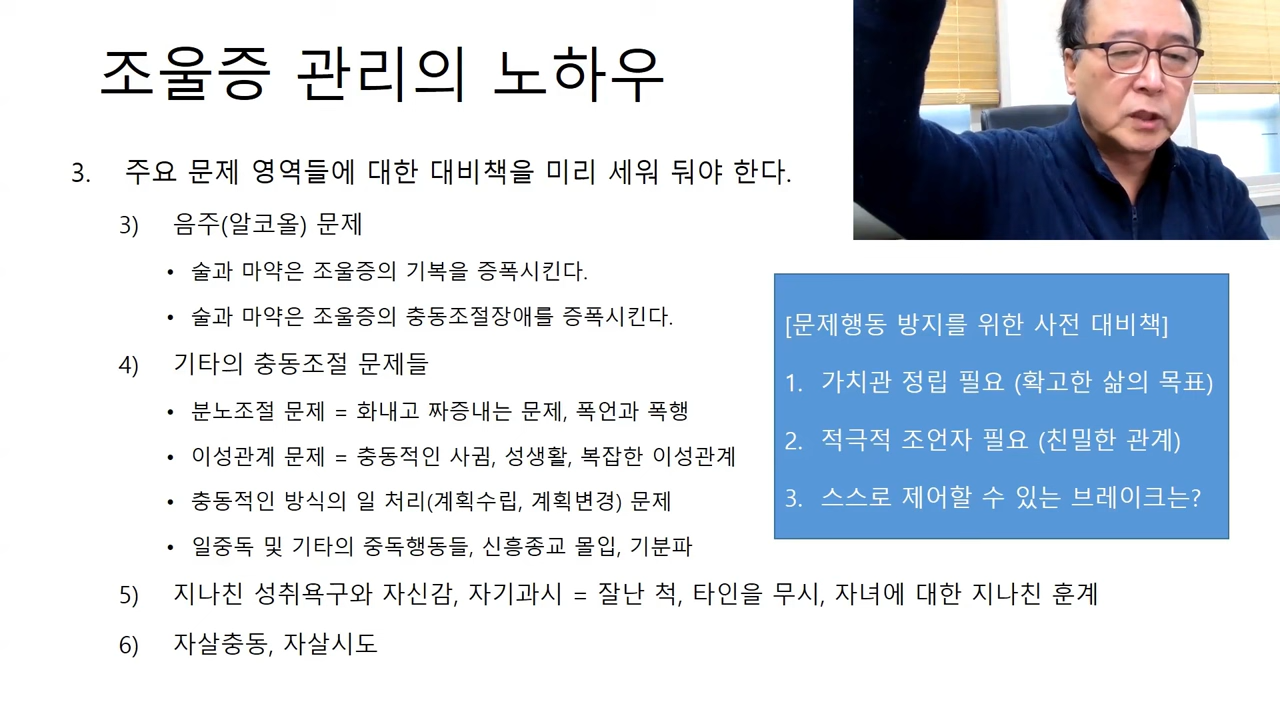 조울증 관리의 노하우
3. 주요 문제 영역들에 대한 대비책을 미리 세워 둬야 한다.
3) 음주(알코올) 문제
• 술과 마약은 조울증의 기복을 증폭시킨다.
• 술과 마약은 조울증의 충동조절장애를 증폭시킨다.
4) 기타의 충동조절 문제들
• 분노조절 문제 = 화내고 짜증내는 문제, 폭언과 폭행
• 이성관계 문제 = 충동적인 사귐, 성생활, 복잡한 이성관계
• 충동적인 방식의 일 처리(계획수립, 계획변경) 문제
• 일중독 및 기타의 중독행동들, 신흥종교 몰입, 기분파
5) 지나친 성취욕구와 자신감, 자기과시 = 잘난 척, 타인을 무시, 자녀에 대한 지나친 훈계
6) 자살충동, 자살시도
[문제행동 방지를 위한 사전 대비책]
1. 가치관 정립 필요 (확고한 삶의 목표)
2. 적극적 조언자 필요 (친밀한 관계)
3. 스스로 제어할 수 있는 브레이크는?